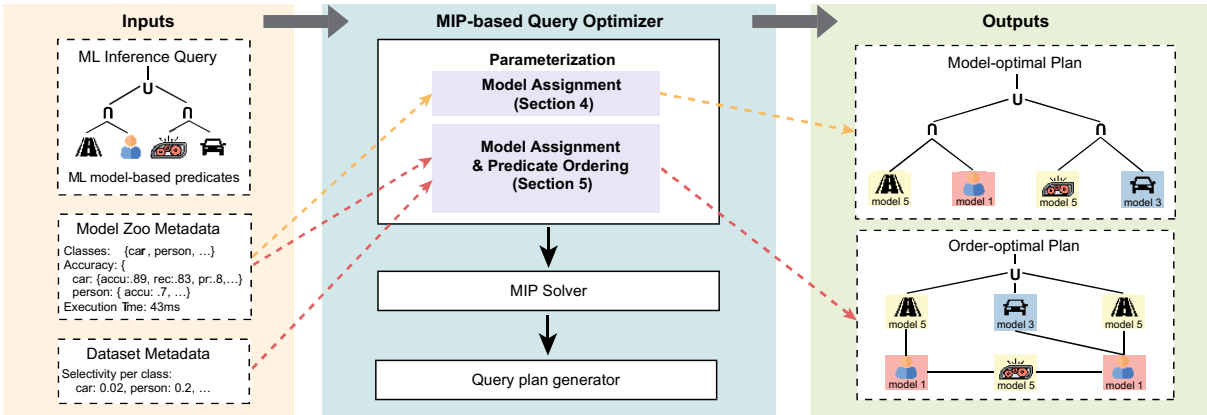 Inputs
MIP-based Query Optimizer
Outputs
ML Inference Query
∪
∩ ∩
ML model-based predicates
Model Zoo Metadata
Classes: {car, person, ...}
Accuracy: {
car: {accu:.89, rec:.83, pr:.8,...}
person: { accu: .7, ...}
Execution Time: 43ms
Dataset Metadata
Selectivity per class:
car: 0.02, person: 0.2, ...
Parameterization
Model Assignment
(Section 4)
Model Assignment
& Predicate Ordering
(Section 5)
MIP Solver
Query plan generator
Model-optimal Plan
∪
∩ ∩
model 5 model 1 model 5 model 3
Order-optimal Plan
∪
model 5 model 3 model 5
model 1 model 5 model 1